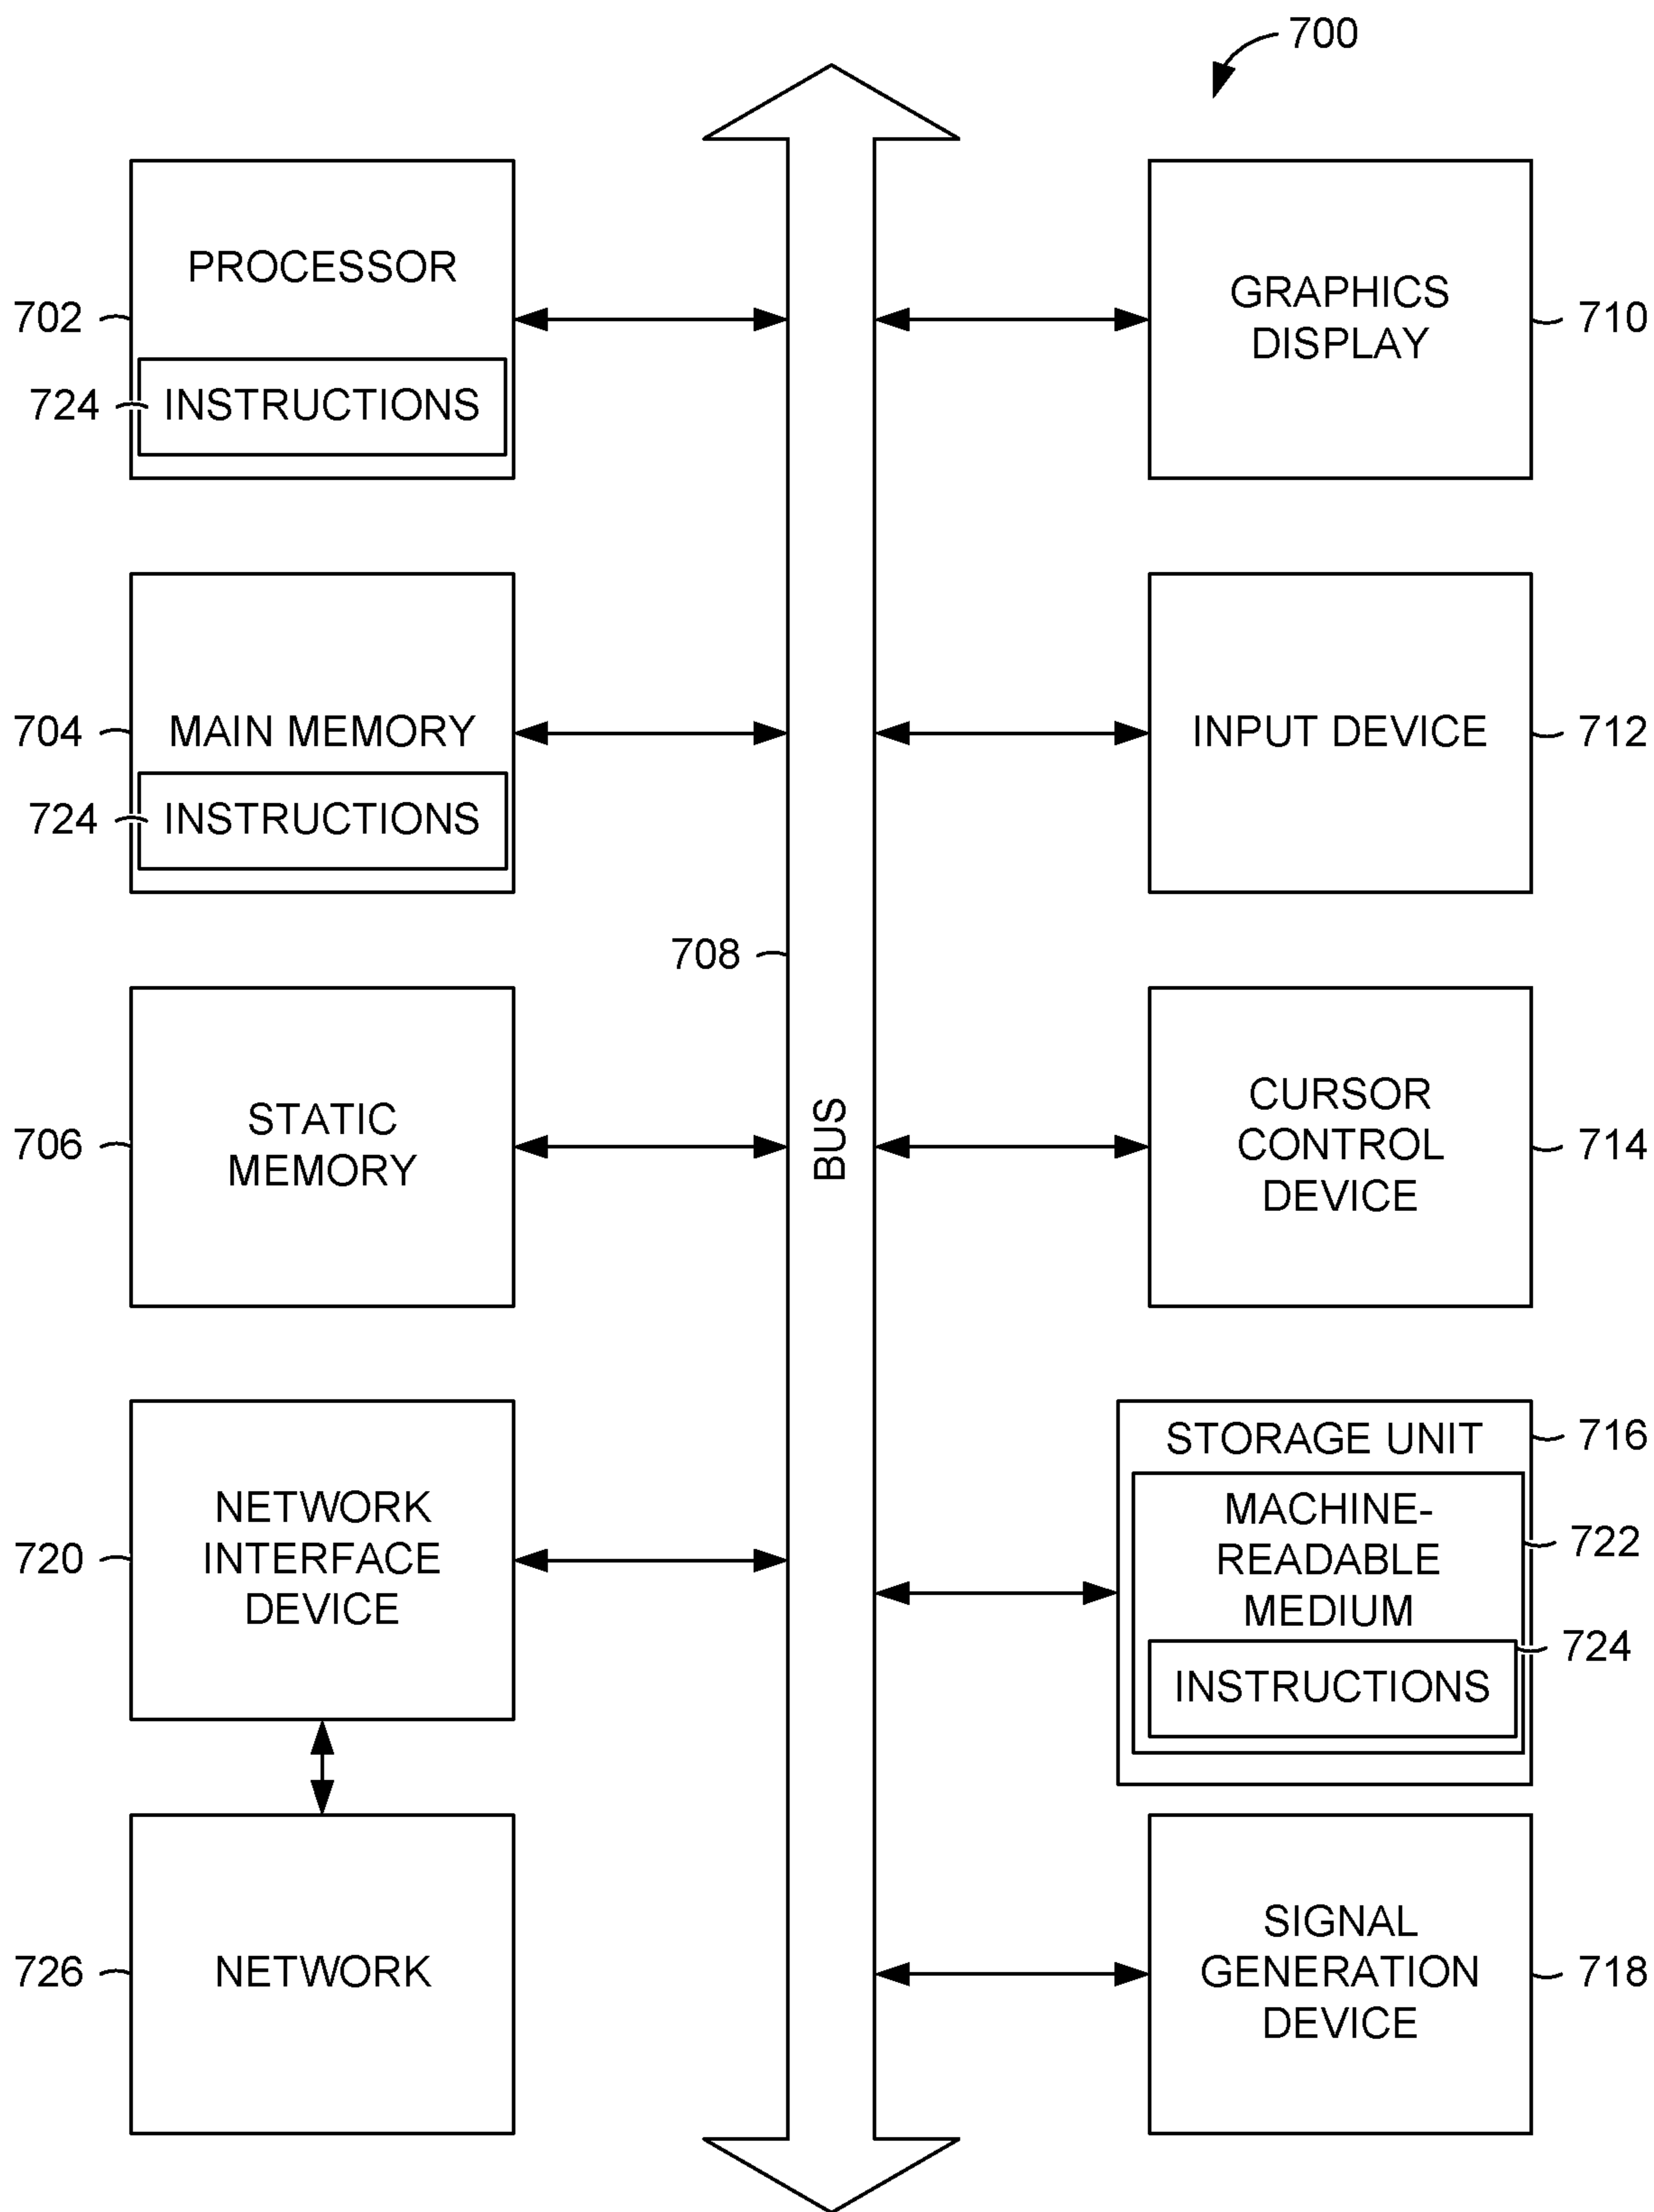 700
PROCESSOR
702
724
INSTRUCTIONS
GRAPHICS
DISPLAY
710
704
MAIN MEMORY
724
INSTRUCTIONS
INPUT DEVICE
712
708
BUS
706
STATIC
MEMORY
CURSOR
CONTROL
DEVICE
714
720
NETWORK
INTERFACE
DEVICE
STORAGE UNIT
716
MACHINE-
READABLE
MEDIUM
722
724
INSTRUCTIONS
726
NETWORK
SIGNAL
GENERATION
DEVICE
718